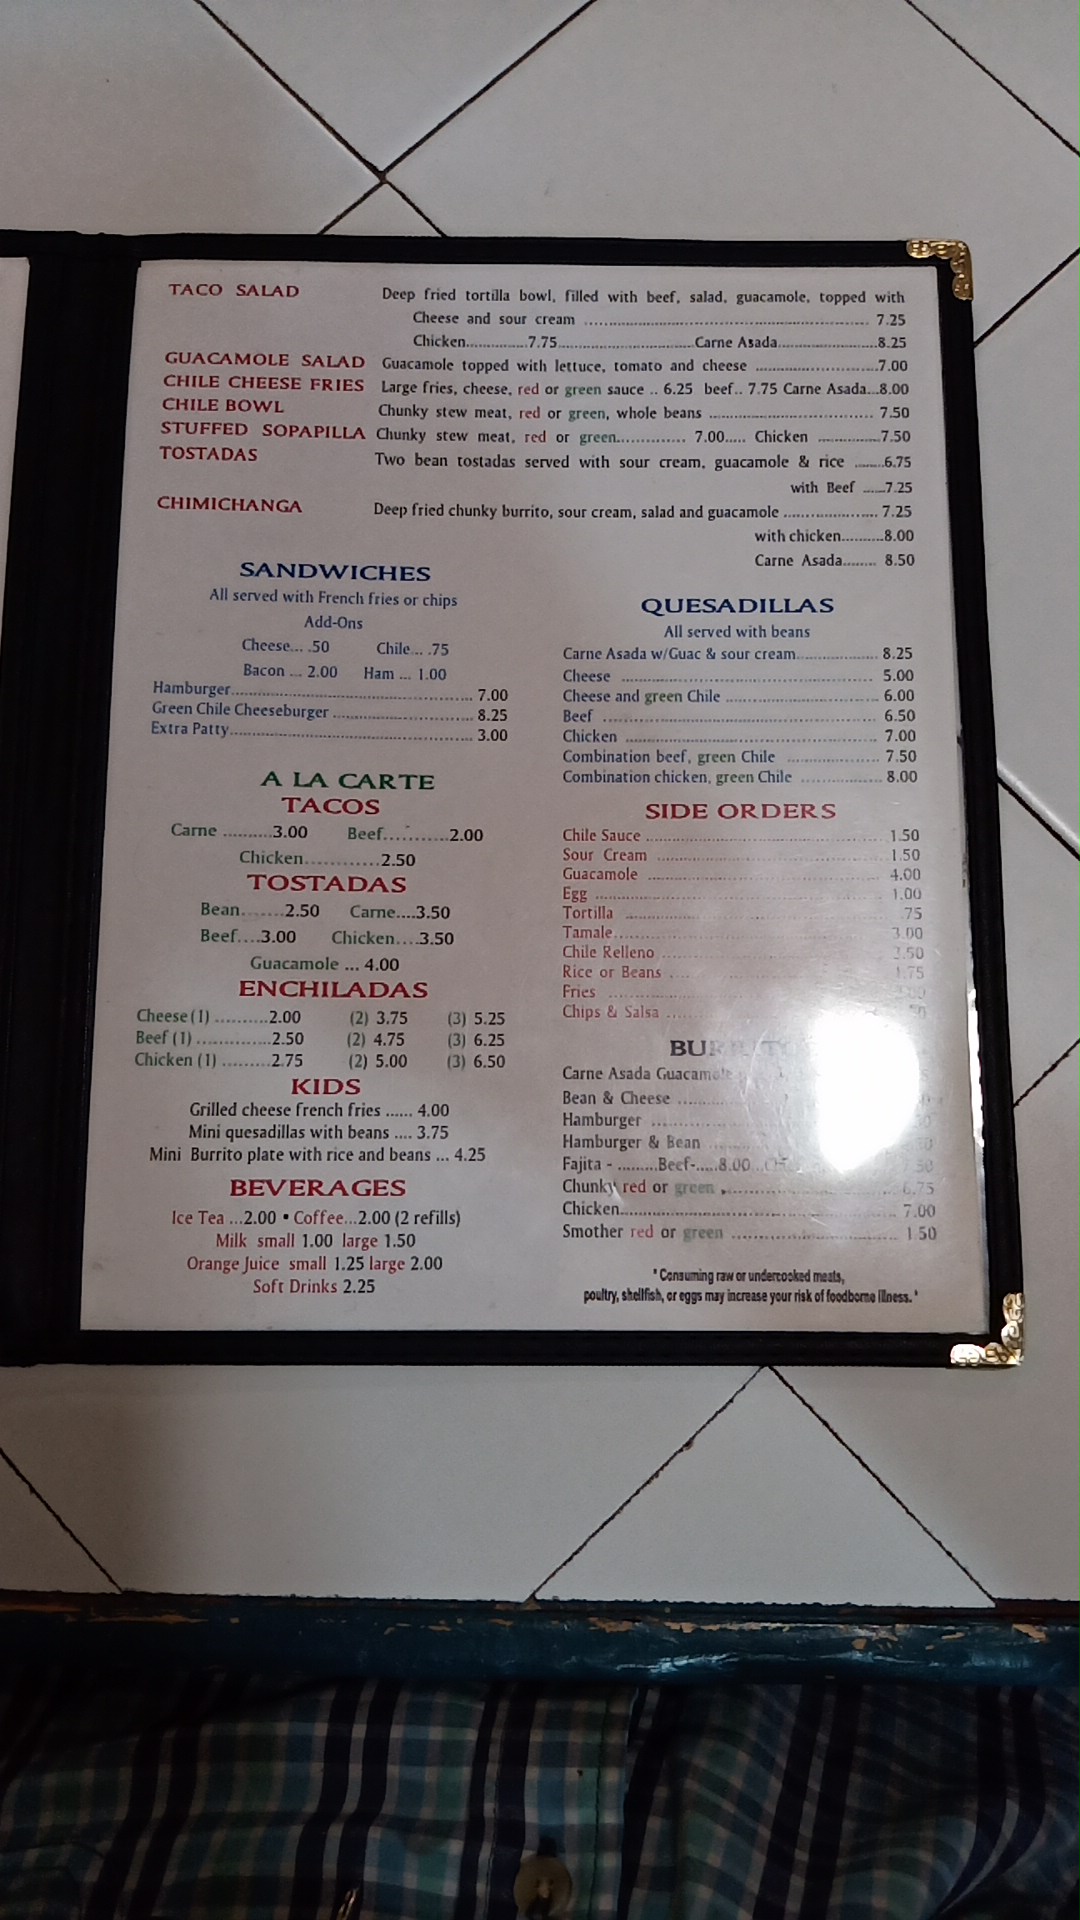 TACO SALAD Deep fried tortilla bowl, filled with beef, salad, guacamole, topped with
Cheese and sour cream ........ 7.25
Chicken........7.75........Carne Asada........8.25
GUACAMOLE SALAD Guacamole topped with lettuce, tomato and cheese ........7.00
CHILE CHEESE FRIES Large fries, cheese, red or green sauce .. 6.25 beef.. 7.75 Carne Asada...8.00
CHILE BOWL Chunky stew meat, red or green, whole beans ........ 7.50
STUFFED SOPAPILLA Chunky stew meat, red or green........ 7.00..... Chicken ........7.50
TOSTADAS Two bean tostadas served with sour cream, guacamole & rice ........6.75
with Beef ......7.25
CHIMICHANGA Deep fried chunky burrito, sour cream, salad and guacamole ........ 7.25
with chicken..........8.00
Carne Asada........ 8.50
SANDWICHES
All served with French fries or chips
Add-Ons
Cheese... .50 Chile... .75
Bacon ... 2.00 Ham ... 1.00
Hamburger........ 7.00
Green Chile Cheeseburger ........ 8.25
Extra Patty........ 3.00
A LA CARTE
TACOS
Carne ..........3.00 Beef...........2.00
Chicken............2.50
TOSTADAS
Bean.......2.50 Carne....3.50
Beef....3.00 Chicken....3.50
Guacamole ... 4.00
ENCHILADAS
Cheese (1) ..........2.00 (2) 3.75 (3) 5.25
Beef (1) ..............2.50 (2) 4.75 (3) 6.25
Chicken (1) .........2.75 (2) 5.00 (3) 6.50
KIDS
Grilled cheese french fries ...... 4.00
Mini quesadillas with beans .... 3.75
Mini Burrito plate with rice and beans ... 4.25
BEVERAGES
Ice Tea ...2.00 • Coffee...2.00 (2 refills)
Milk small 1.00 large 1.50
Orange Juice small 1.25 large 2.00
Soft Drinks 2.25
QUESADILLAS
All served with beans
Carne Asada w/Guac & sour cream........ 8.25
Cheese ........ 5.00
Cheese and green Chile ........ 6.00
Beef ........ 6.50
Chicken ........ 7.00
Combination beef, green Chile ........ 7.50
Combination chicken, green Chile ........ 8.00
SIDE ORDERS
Chile Sauce ........ 1.50
Sour Cream ........ 1.50
Guacamole ........ 4.00
Egg ........ 1.00
Tortilla ........ .75
Tamale........ 3.00
Chile Relleno ........
Rice or Beans ........ 1.75
Fries ........
Chips & Salsa ........
Carne Asada Guacamole
Bean & Cheese ........
Hamburger ........
Hamburger & Bean ........
Fajita - .........Beef-.....8.00... 7.50
Chunky red or green ........ 6.75
Chicken........ 7.00
Smother red or green ........ 1.50
*Consuming raw or undercooked meats,
poultry, shellfish, or eggs may increase your risk of foodborne illness. *